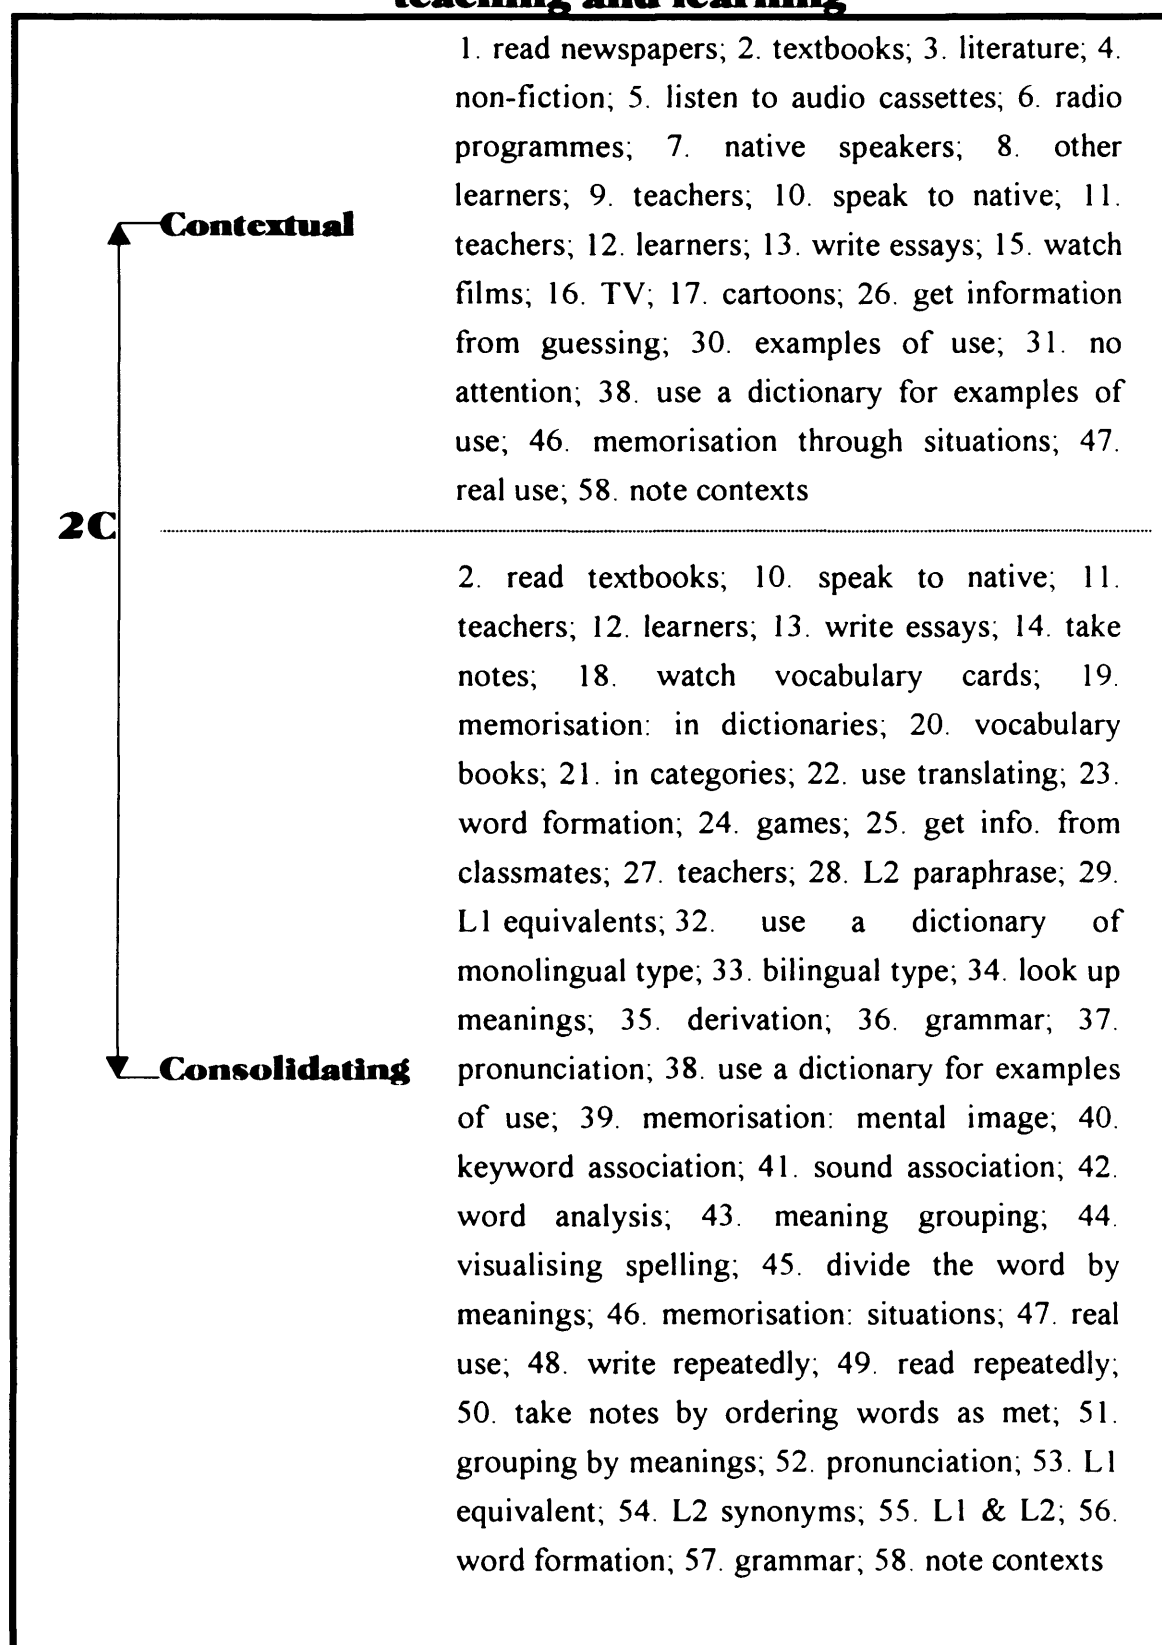 teaching and learning
1. read newspapers; 2. textbooks; 3. literature; 4.
non-fiction; 5. listen to audio cassettes; 6. radio
programmes; 7. native speakers; 8. other
learners; 9. teachers; 10. speak to native; 11.
Contextual
teachers; 12. learners; 13. write essays; 15. watch
films; 16. TV; 17. cartoons; 26. get information
from guessing; 30. examples of use; 31. no
attention; 38. use a dictionary for examples of
use; 46. memorisation through situations; 47.
real use; 58. note contexts
2C
2. read textbooks; 10. speak to native; 11.
teachers; 12. learners; 13. write essays; 14. take
notes; 18. watch vocabulary cards; 19.
memorisation: in dictionaries; 20. vocabulary
books; 21. in categories; 22. use translating; 23.
word formation; 24. games; 25. get info. from
classmates; 27. teachers; 28. L2 paraphrase; 29.
L1 equivalents; 32. use a dictionary of
monolingual type; 33. bilingual type; 34. look up
meanings; 35. derivation; 36. grammar; 37.
Consolidating
pronunciation; 38. use a dictionary for examples
of use; 39. memorisation: mental image; 40.
keyword association; 41. sound association; 42.
word analysis; 43. meaning grouping; 44.
visualising spelling; 45. divide the word by
meanings; 46. memorisation: situations; 47. real
use; 48. write repeatedly; 49. read repeatedly;
50. take notes by ordering words as met; 51.
grouping by meanings; 52. pronunciation; 53. L1
equivalent; 54. L2 synonyms; 55. L1 & L2; 56.
word formation; 57. grammar; 58. note contexts